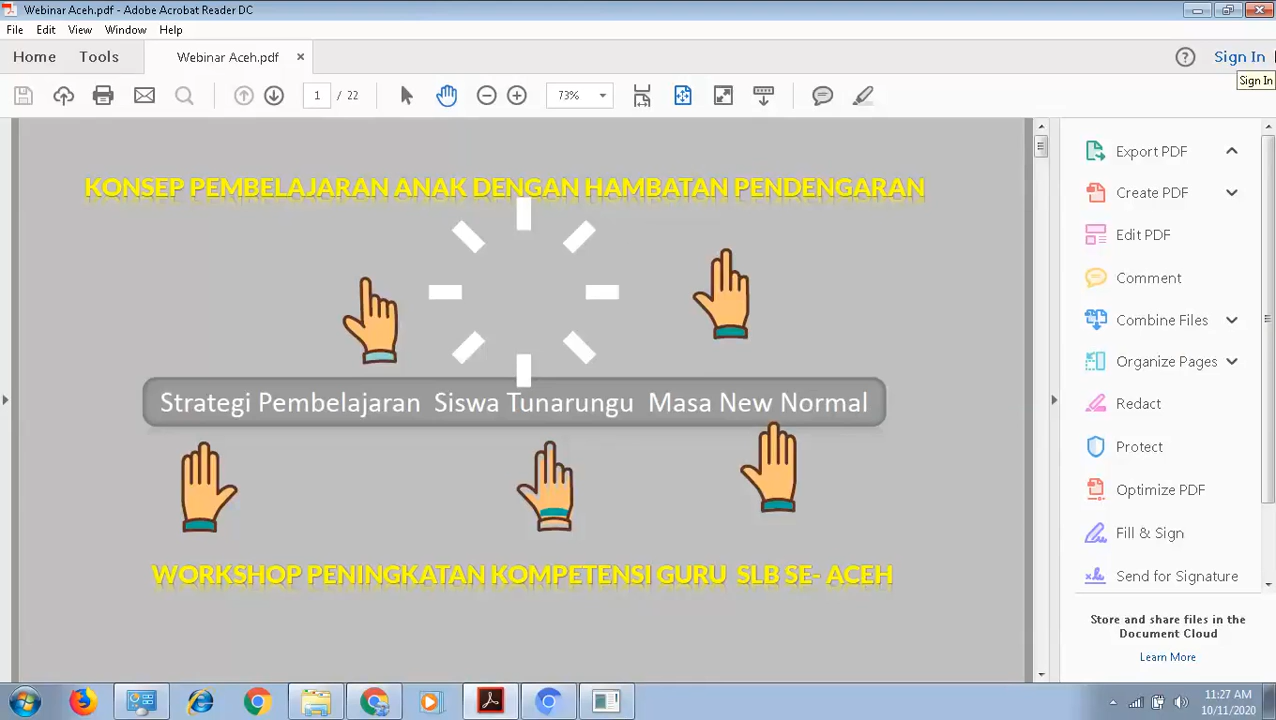 Webinar Aceh.pdf - Adobe Acrobat Reader DC
File Edit View Window Help
Home Tools Webinar Aceh.pdf × ? Sign In
Sign In
1 / 22 73%
KONSEP PEMBELAJARAN ANAK DENGAN HAMBATAN PENDENGARAN
Strategi Pembelajaran Siswa Tunarungu Masa New Normal
WORKSHOP PENINGKATAN KOMPETENSI GURU SLB SE- ACEH
Export PDF
Create PDF
Edit PDF
Comment
Combine Files
Organize Pages
Redact
Protect
Optimize PDF
Fill & Sign
Send for Signature
Store and share files in the
Document Cloud
Learn More
11:27 AM
10/11/2020